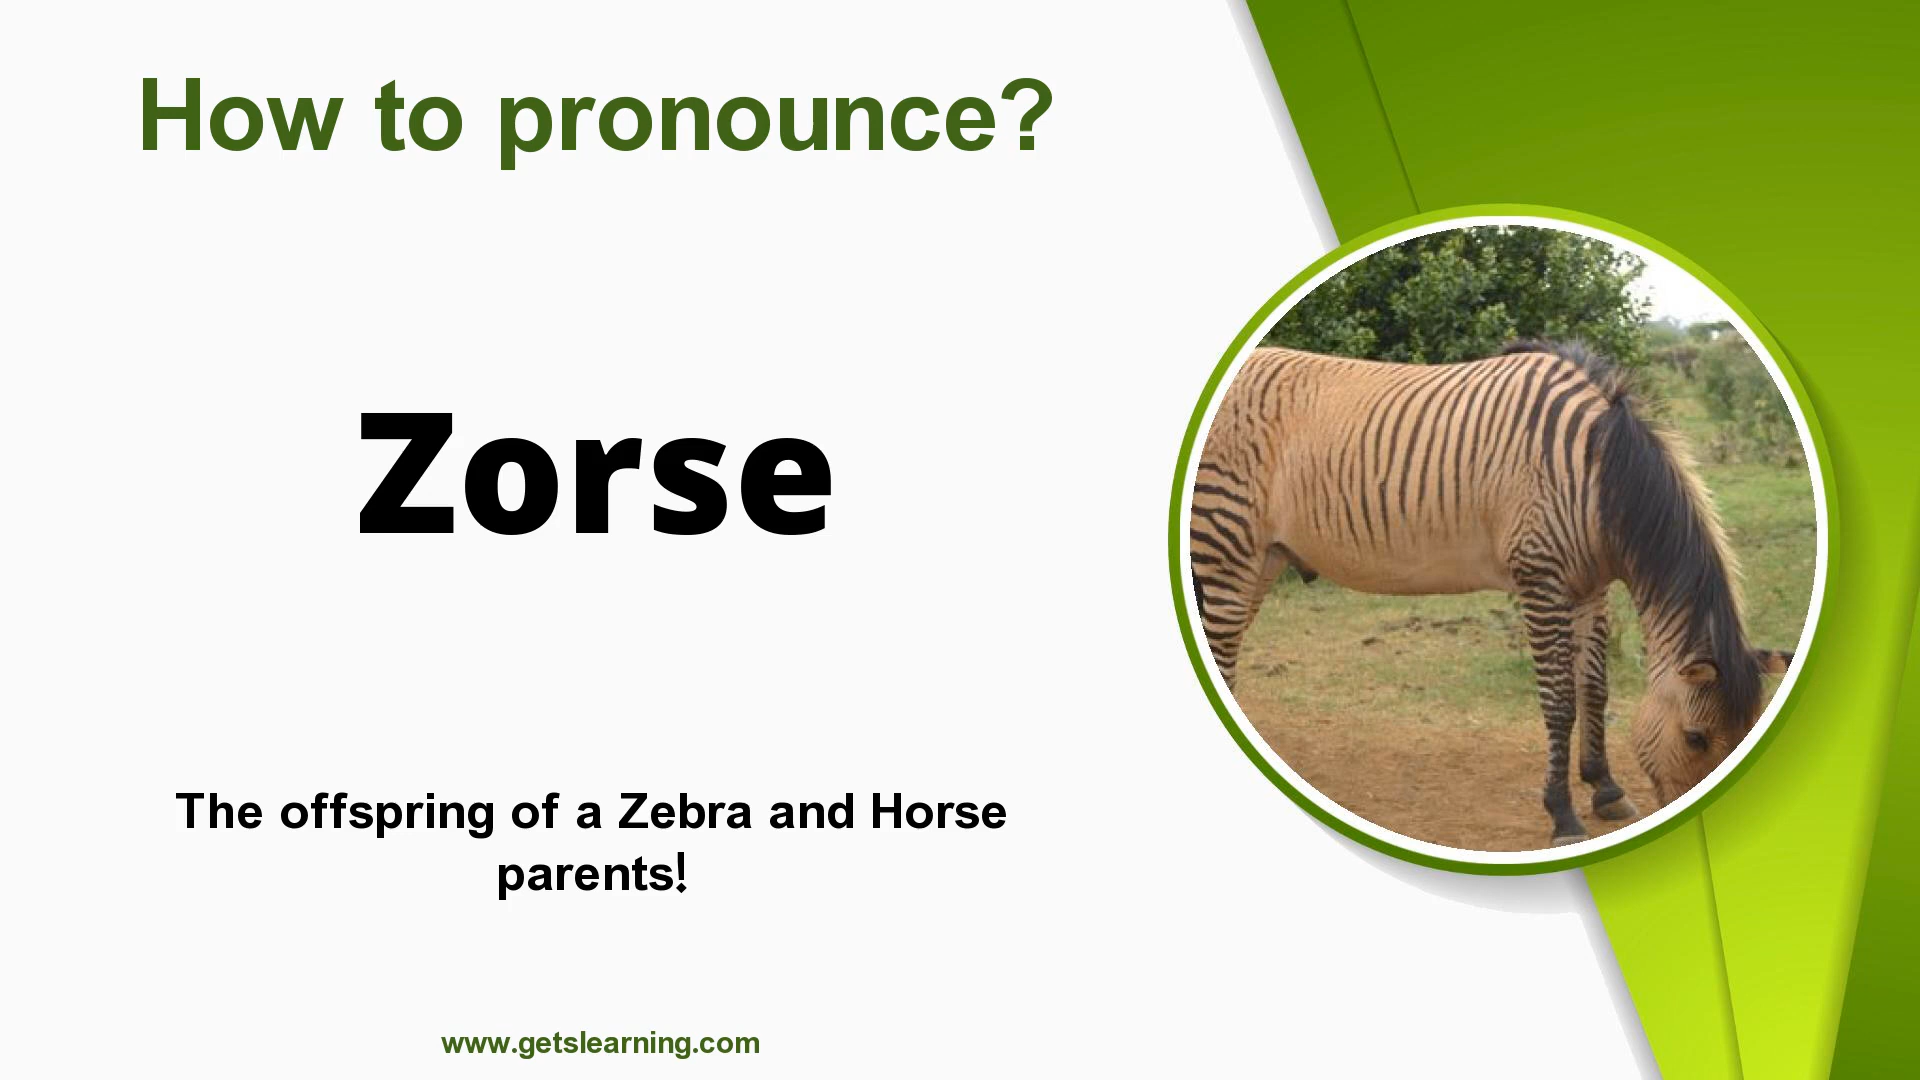 How to pronounce?
Zorse
The offspring of a Zebra and Horse
parents!
www.getslearning.com